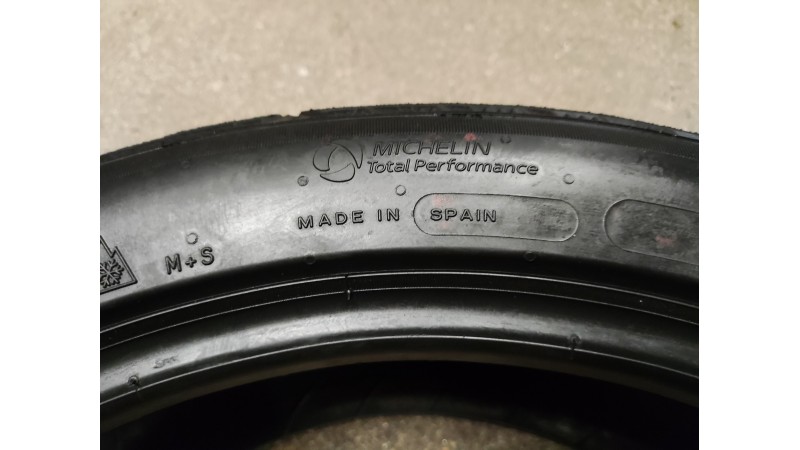 MICHELIN
Total Performance
MADE IN SPAIN
M+S